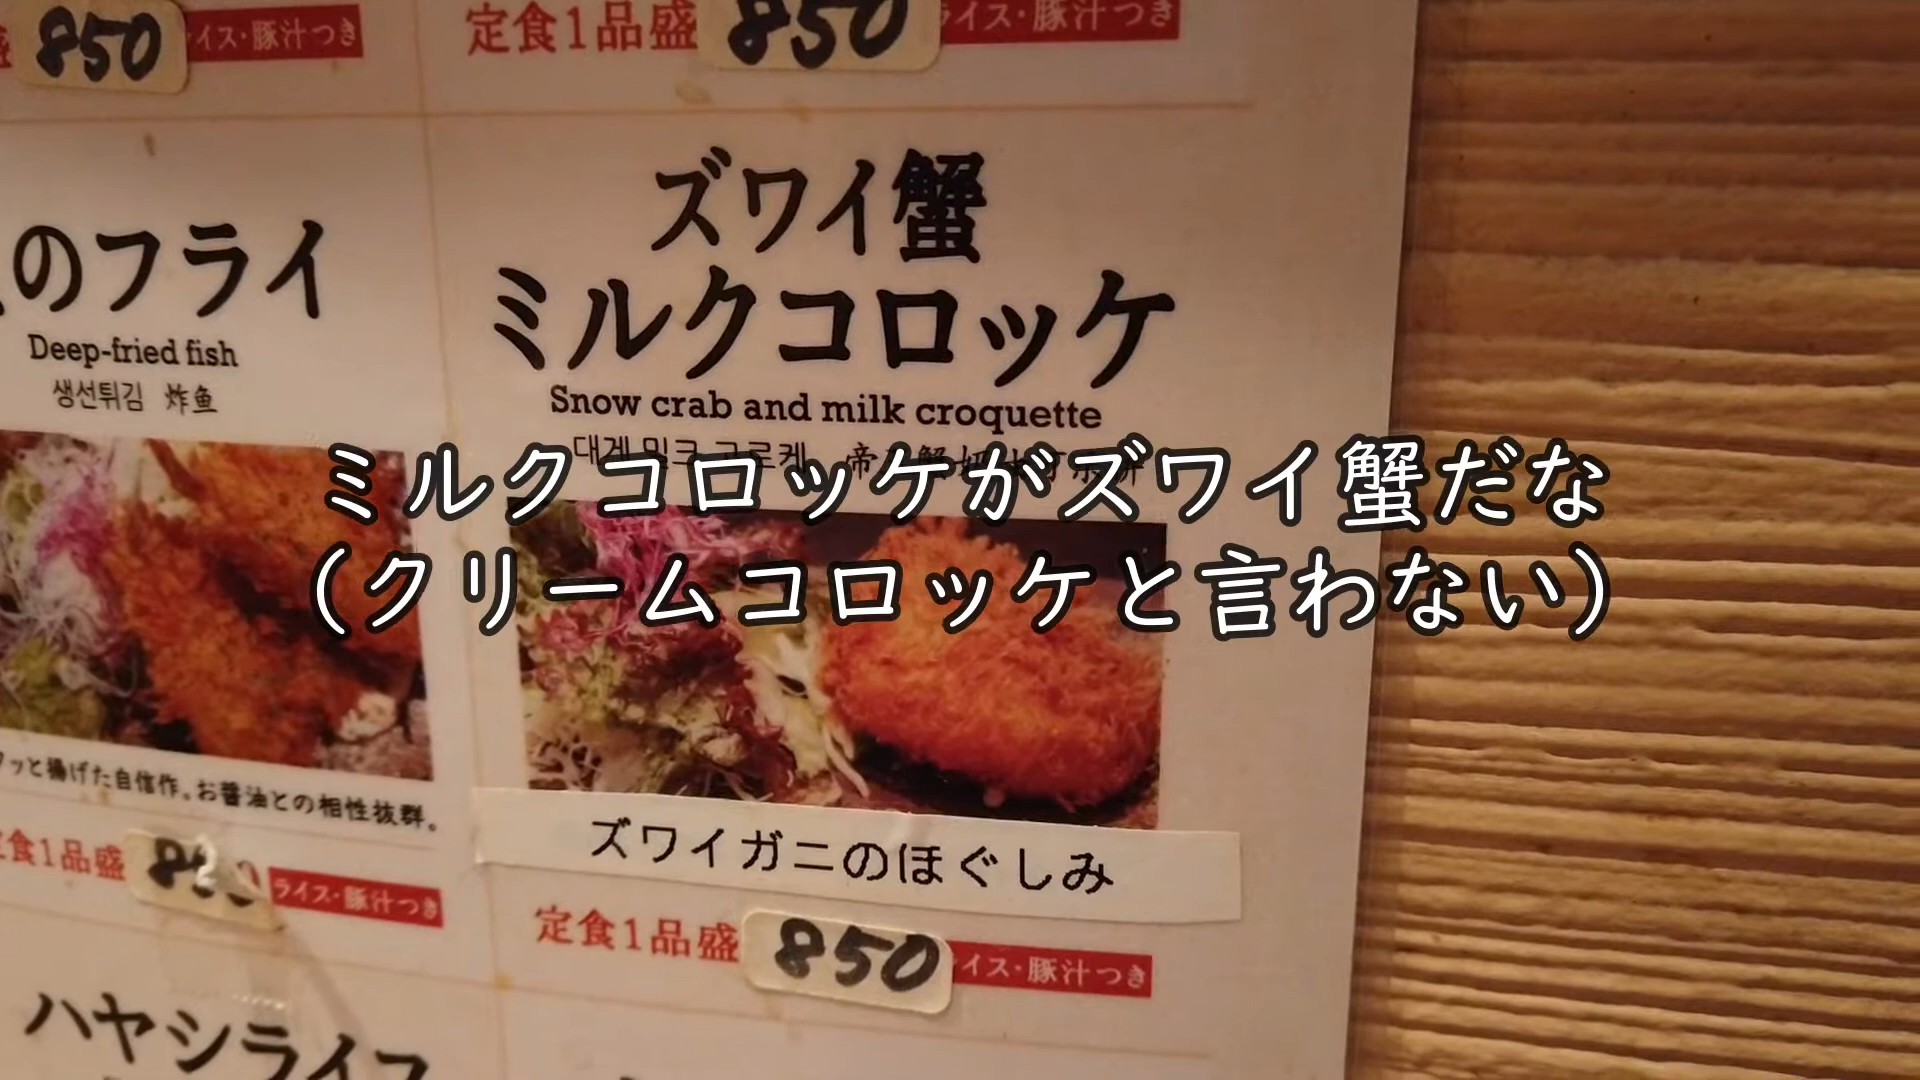 850
イス・豚汁つき
定食1品盛
850
ライス・豚汁つき
のフライ
Deep-fried fish
생선튀김 炸鱼
ズワイ蟹
ミルクコロッケ
Snow crab and milk croquette
대게 밀크 고로케
ミルクコロッケがズワイ蟹だな
(クリームコロッケと言わない)
ッと揚げた自信作。お醤油との相性抜群。
定食1品盛
ライス・豚汁つき
ズワイガニのほぐしみ
定食1品盛
850
イス・豚汁つき
ハヤシライス